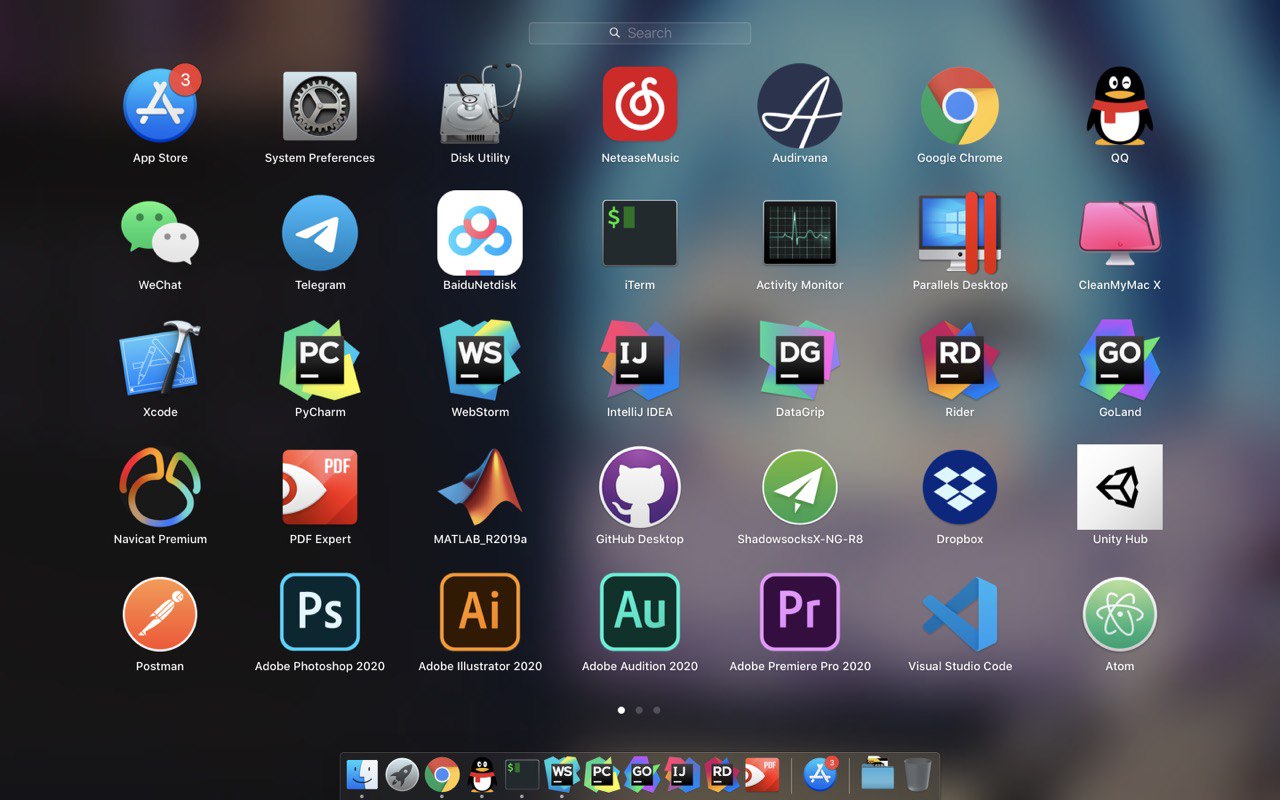 Search
3
App Store
System Preferences
Disk Utility
NeteaseMusic
Audirvana
Google Chrome
QQ
WeChat
Telegram
BaiduNetdisk
$
iTerm
Activity Monitor
Parallels Desktop
CleanMyMac X
Xcode
PC
PyCharm
WS
WebStorm
IJ
IntelliJ IDEA
DG
DataGrip
RD
Rider
GO
GoLand
Navicat Premium
PDF
PDF Expert
MATLAB_R2019a
GitHub Desktop
ShadowsocksX-NG-R8
Dropbox
Unity Hub
Postman
Ps
Adobe Photoshop 2020
Ai
Adobe Illustrator 2020
Au
Adobe Audition 2020
Pr
Adobe Premiere Pro 2020
Visual Studio Code
Atom
$
WS
PC
GO
IJ
RD
PDF
3